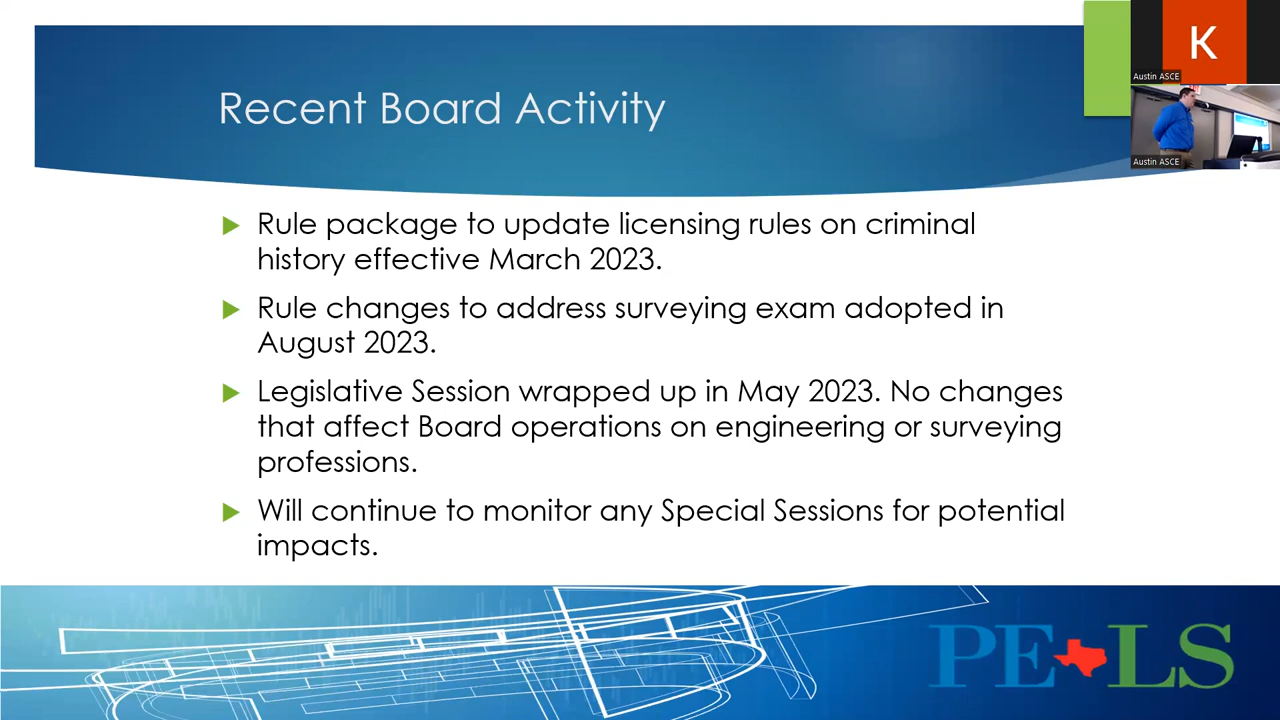 Recent Board Activity
K
Austin ASCE
Austin ASCE
Rule package to update licensing rules on criminal
history effective March 2023.
Rule changes to address surveying exam adopted in
August 2023.
Legislative Session wrapped up in May 2023. No changes
that affect Board operations on engineering or surveying
professions.
Will continue to monitor any Special Sessions for potential
impacts.
PE LS